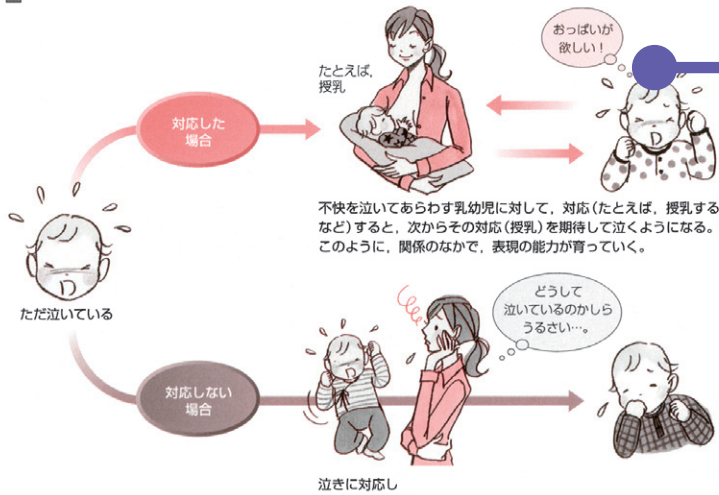 おっぱいが
欲しい！
たとえば，
授乳
対応した
場合
不快を泣いてあらわす乳幼児に対して，対応（たとえば，授乳する
など）すると，次からその対応（授乳）を期待して泣くようになる。
このように，関係のなかで，表現の能力が育っていく。
ただ泣いている
どうして
泣いているのかしら
うるさい…。
対応しない
場合
泣きに対応し